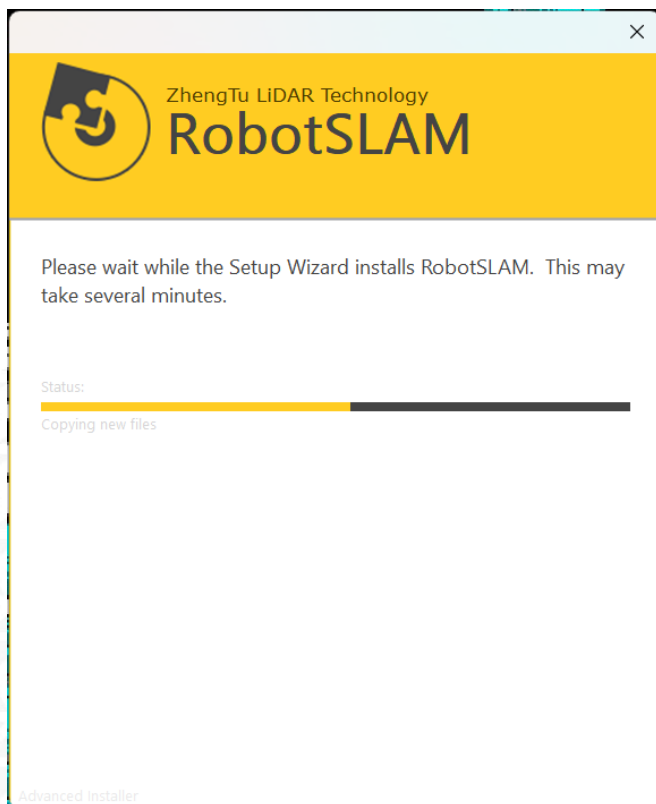 ZhengTu LiDAR Technology
RobotSLAM
Please wait while the Setup Wizard installs RobotSLAM.  This may
take several minutes.
Status:
Copying new files
Advanced Installer